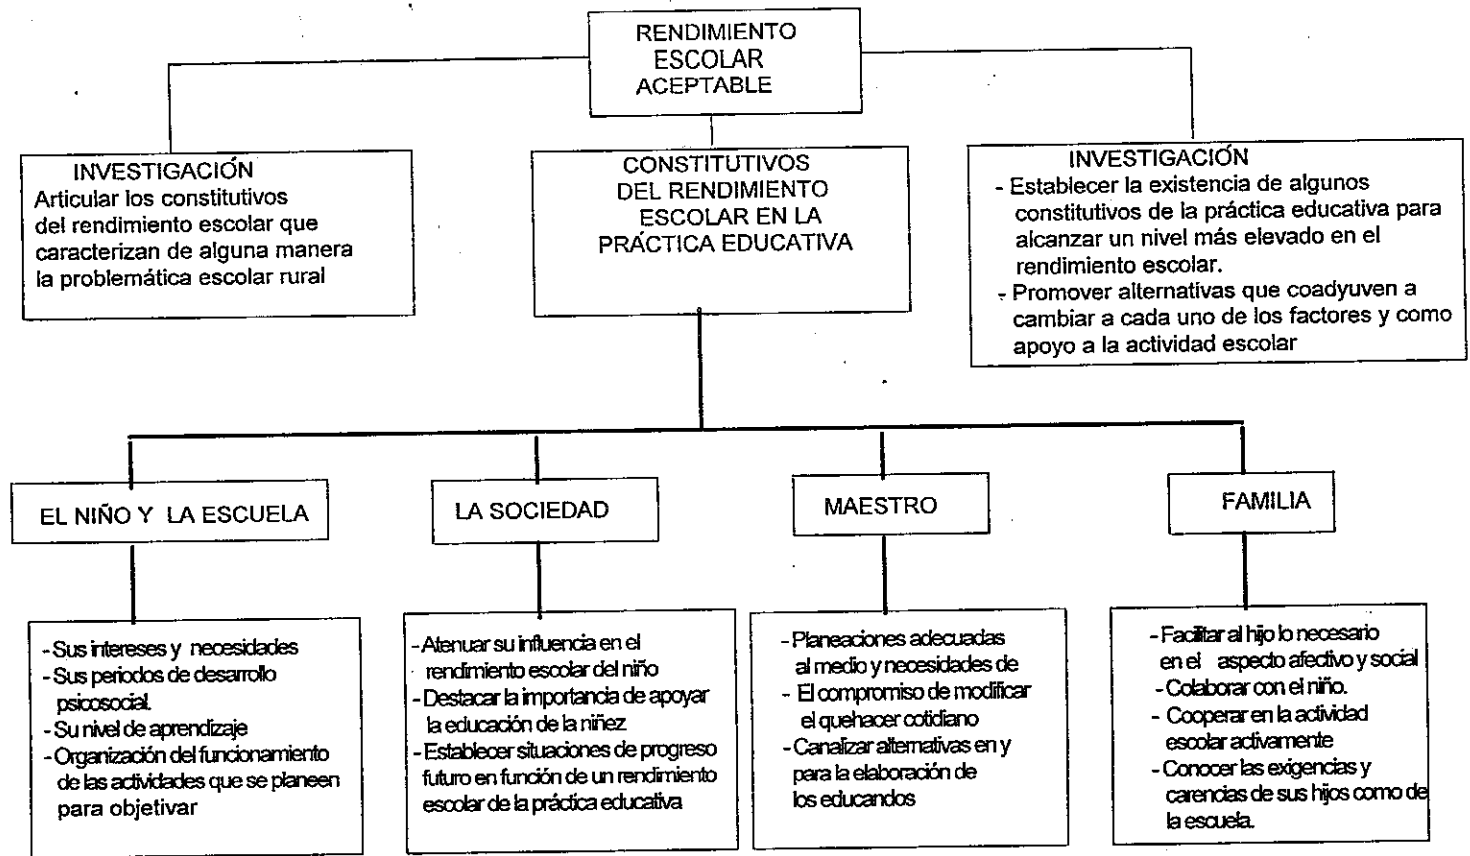 RENDIMIENTO
ESCOLAR
ACEPTABLE
INVESTIGACIÓN
Articular los constitutivos
del rendimiento escolar que
caracterizan de alguna manera
la problemática escolar rural
CONSTITUTIVOS
DEL RENDIMIENTO
ESCOLAR EN LA
PRÁCTICA EDUCATIVA
INVESTIGACIÓN
- Establecer la existencia de algunos
constitutivos de la práctica educativa para
alcanzar un nivel más elevado en el
rendimiento escolar.
- Promover alternativas que coadyuven a
cambiar a cada uno de los factores y como
apoyo a la actividad escolar
EL NIÑO Y LA ESCUELA
LA SOCIEDAD
MAESTRO
FAMILIA
- Sus intereses y necesidades
- Sus periodos de desarrollo
psicosocial.
- Su nivel de aprendizaje
- Organización del funcionamiento
de las actividades que se planeen
para objetivar
- Atenuar su influencia en el
rendimiento escolar del niño
- Destacar la importancia de apoyar
la educación de la niñez
- Establecer situaciones de progreso
futuro en función de un rendimiento
escolar de la práctica educativa
- Planeaciones adecuadas
al medio y necesidades de
- El compromiso de modificar
el quehacer cotidiano
- Canalizar alternativas en y
para la elaboración de
los educandos
- Facilitar al hijo lo necesario
en el aspecto afectivo y social
- Colaborar con el niño.
- Cooperar en la actividad
escolar activamente
- Conocer las exigencias y
carencias de sus hijos como de
la escuela.